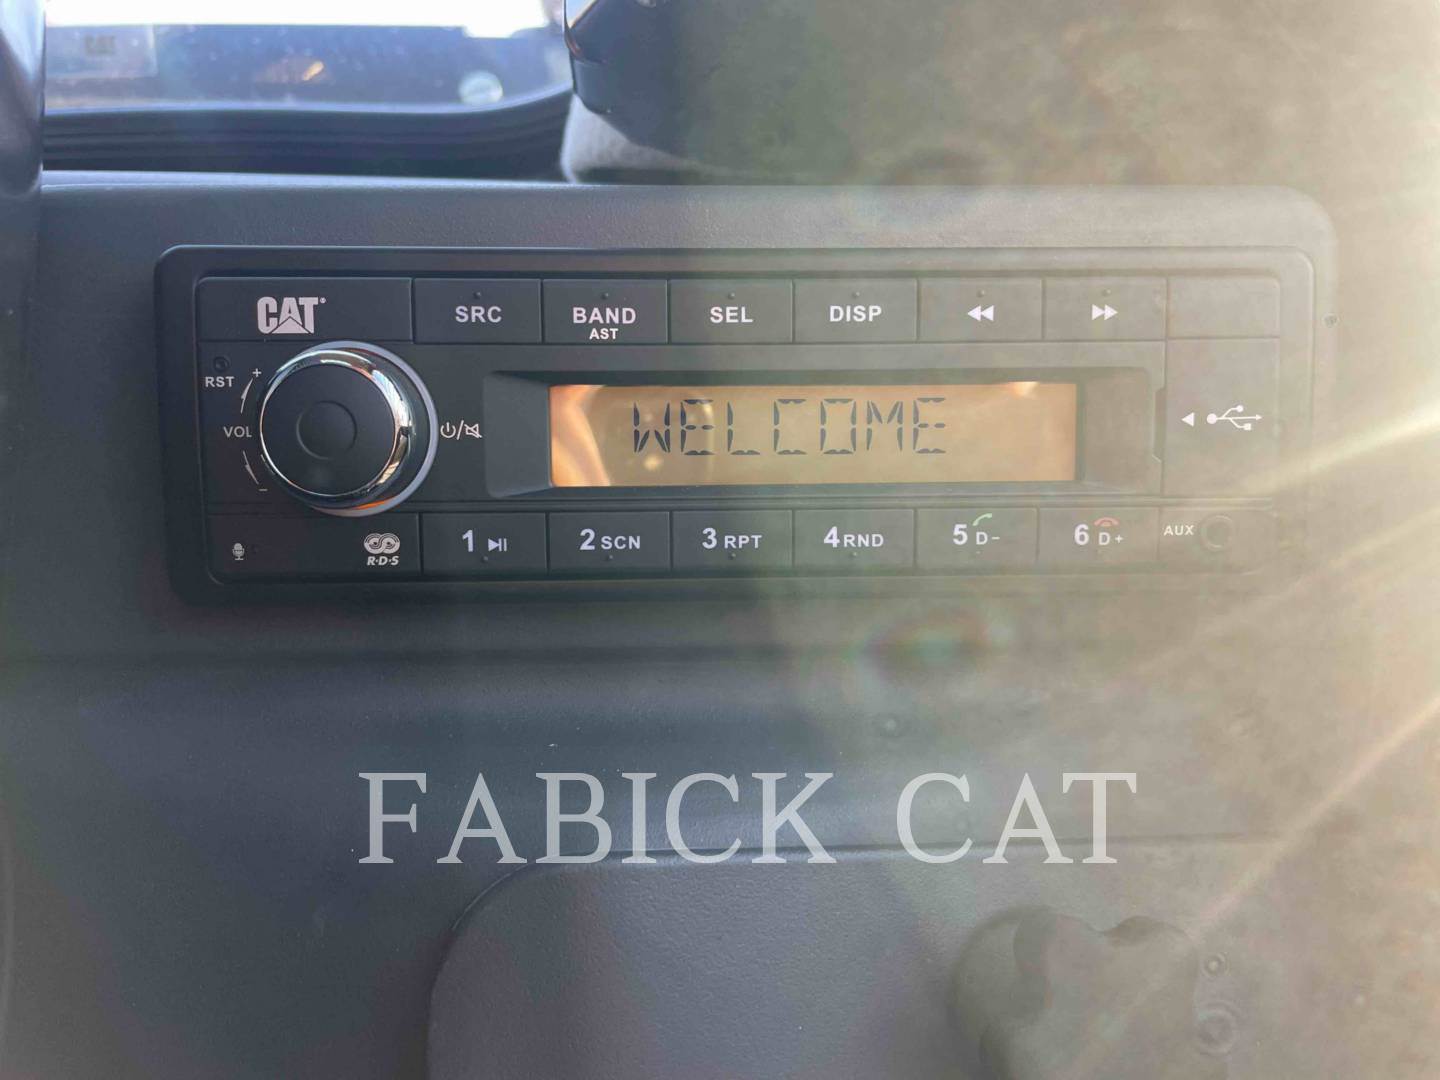 CAT
CAT®
SRC
BAND
AST
SEL
DISP
RST
+
VOL
−
WELCOME
R·D·S
1
2 SCN
3 RPT
4 RND
5 D−
6 D+
AUX
FABICK CAT